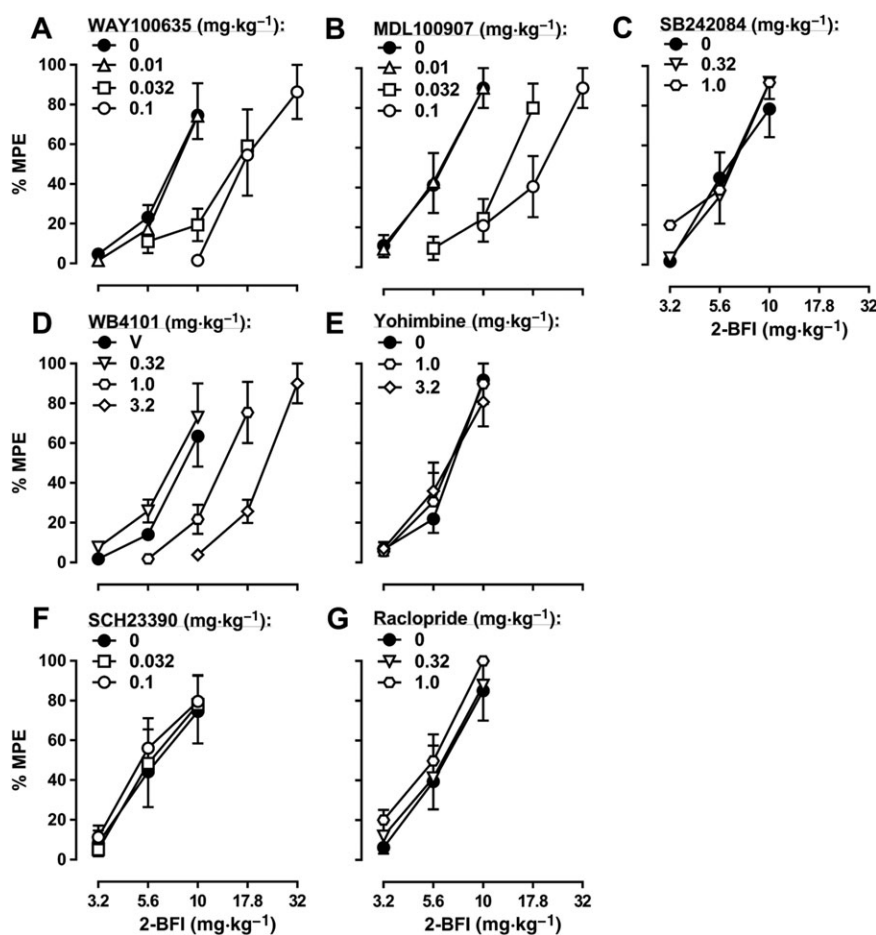 A
WAY100635 (mg·kg⁻¹):
0
0.01
0.032
0.1
100
80
60
40
20
0
% MPE
B
MDL100907 (mg·kg⁻¹):
0
0.01
0.032
0.1
C
SB242084 (mg·kg⁻¹):
0
0.32
1.0
3.2
5.6
10
17.8
32
2-BFI (mg·kg⁻¹)
D
WB4101 (mg·kg⁻¹):
V
0.32
1.0
3.2
100
80
60
40
20
0
% MPE
E
Yohimbine (mg·kg⁻¹):
0
1.0
3.2
F
SCH23390 (mg·kg⁻¹):
0
0.032
0.1
100
80
60
40
20
0
% MPE
3.2
5.6
10
17.8
32
2-BFI (mg·kg⁻¹)
G
Raclopride (mg·kg⁻¹):
0
0.32
1.0
3.2
5.6
10
17.8
32
2-BFI (mg·kg⁻¹)